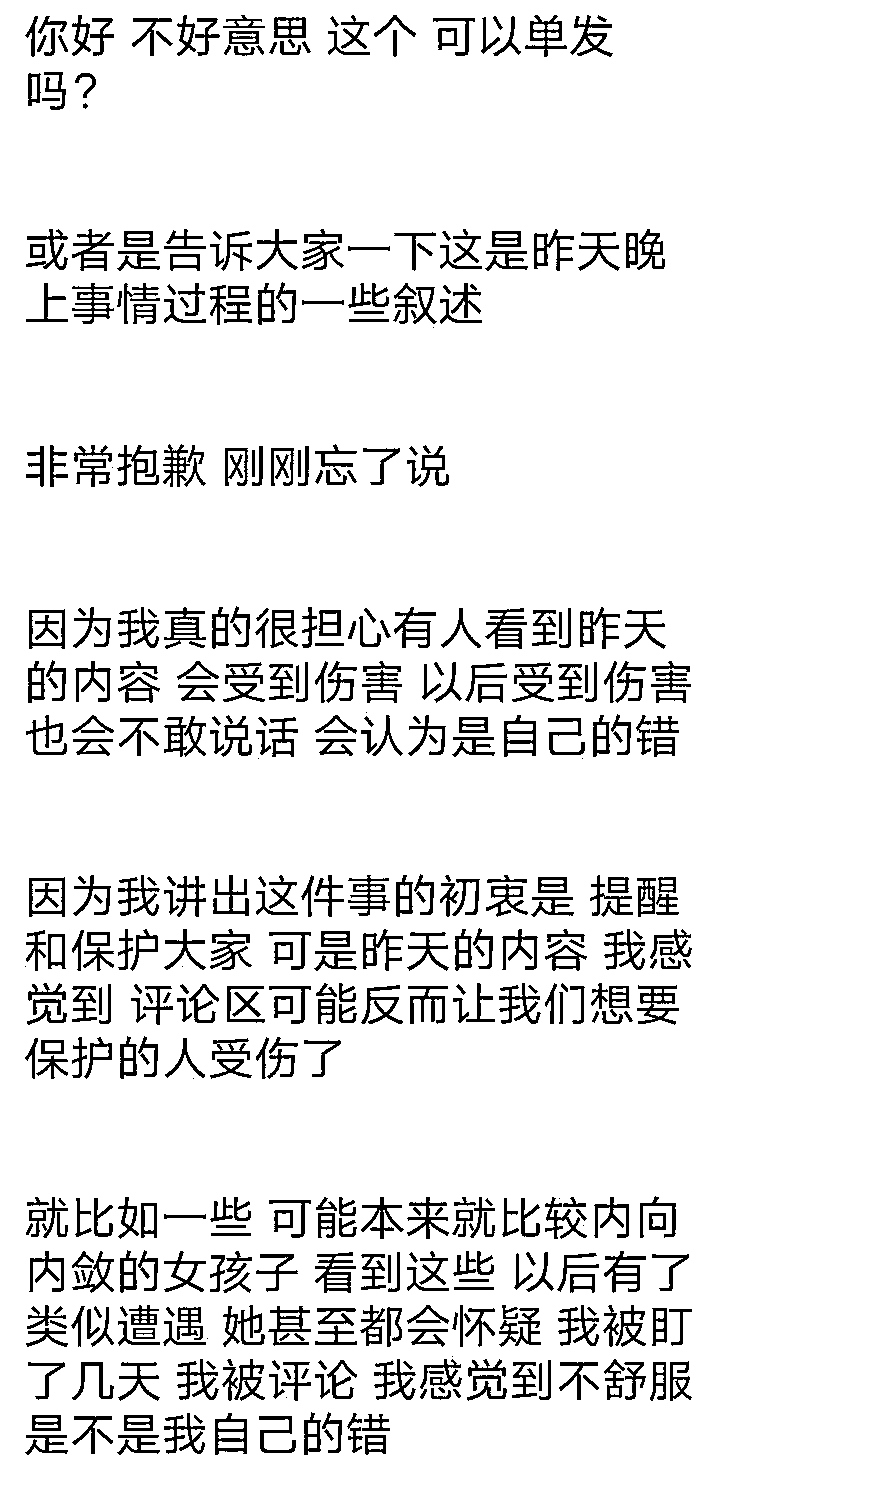 你好 不好意思 这个 可以单发
吗？
或者是告诉大家一下这是昨天晚
上事情过程的一些叙述
非常抱歉 刚刚忘了说
因为我真的很担心有人看到昨天
的内容 会受到伤害 以后受到伤害
也会不敢说话 会认为是自己的错
因为我讲出这件事的初衷是 提醒
和保护大家 可是昨天的内容 我感
觉到 评论区可能反而让我们想要
保护的人受伤了
就比如一些 可能本来就比较内向
内敛的女孩子 看到这些 以后有了
类似遭遇 她甚至都会怀疑 我被盯
了几天 我被评论 我感觉到不舒服
是不是我自己的错